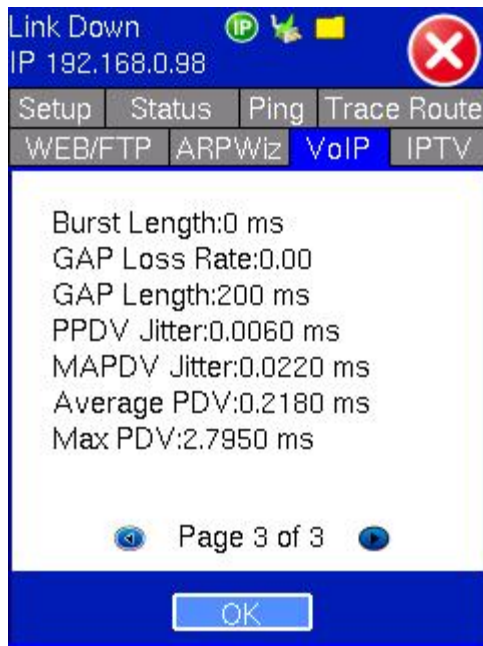 Link Down
IP
IP 192.168.0.98
Setup Status Ping Trace Route
WEB/FTP ARPWiz VoIP IPTV
Burst Length:0 ms
GAP Loss Rate:0.00
GAP Length:200 ms
PPDV Jitter:0.0060 ms
MAPDV Jitter:0.0220 ms
Average PDV:0.2180 ms
Max PDV:2.7950 ms
Page 3 of 3
OK